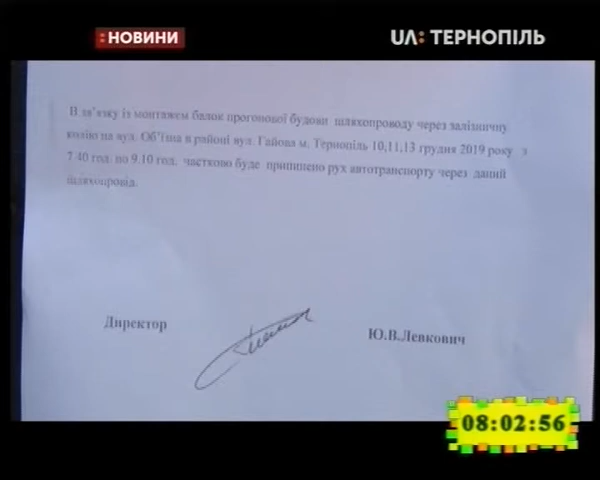 :НОВИНИ
UA: ТЕРНОПІЛЬ
В зв'язку із монтажем балок прогонової будови шляхопроводу через залізничну
колію на вул. Об'їзна в районі вул. Гайова м. Тернопіль 10,11,13 грудня 2019 року з
7.40 год. по 9.10 год. частково буде припинено рух автотранспорту через даний
шляхопровід.
Директор
Ю.В.Левкович
08:02:56